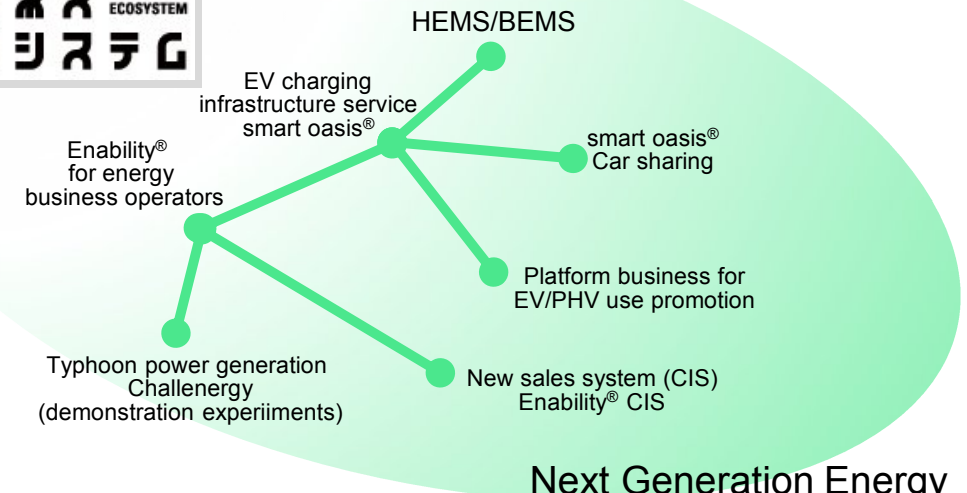 ECOSYSTEM
システム
HEMS/BEMS
EV charging
infrastructure service
smart oasis®
Enability®
for energy
business operators
smart oasis®
Car sharing
Platform business for
EV/PHV use promotion
Typhoon power generation
Challenergy
(demonstration experiiments)
New sales system (CIS)
Enability® CIS
Next Generation Energy